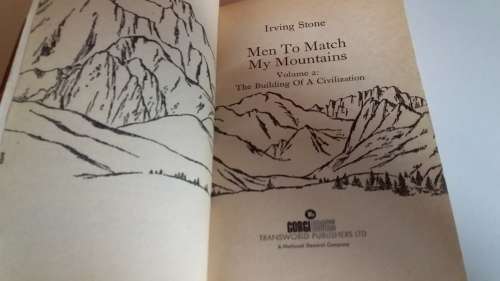 Irving Stone
Men To Match
My Mountains
Volume 2:
The Building Of A Civilization
CORGI
TRANSWORLD PUBLISHERS LTD
A National General Company